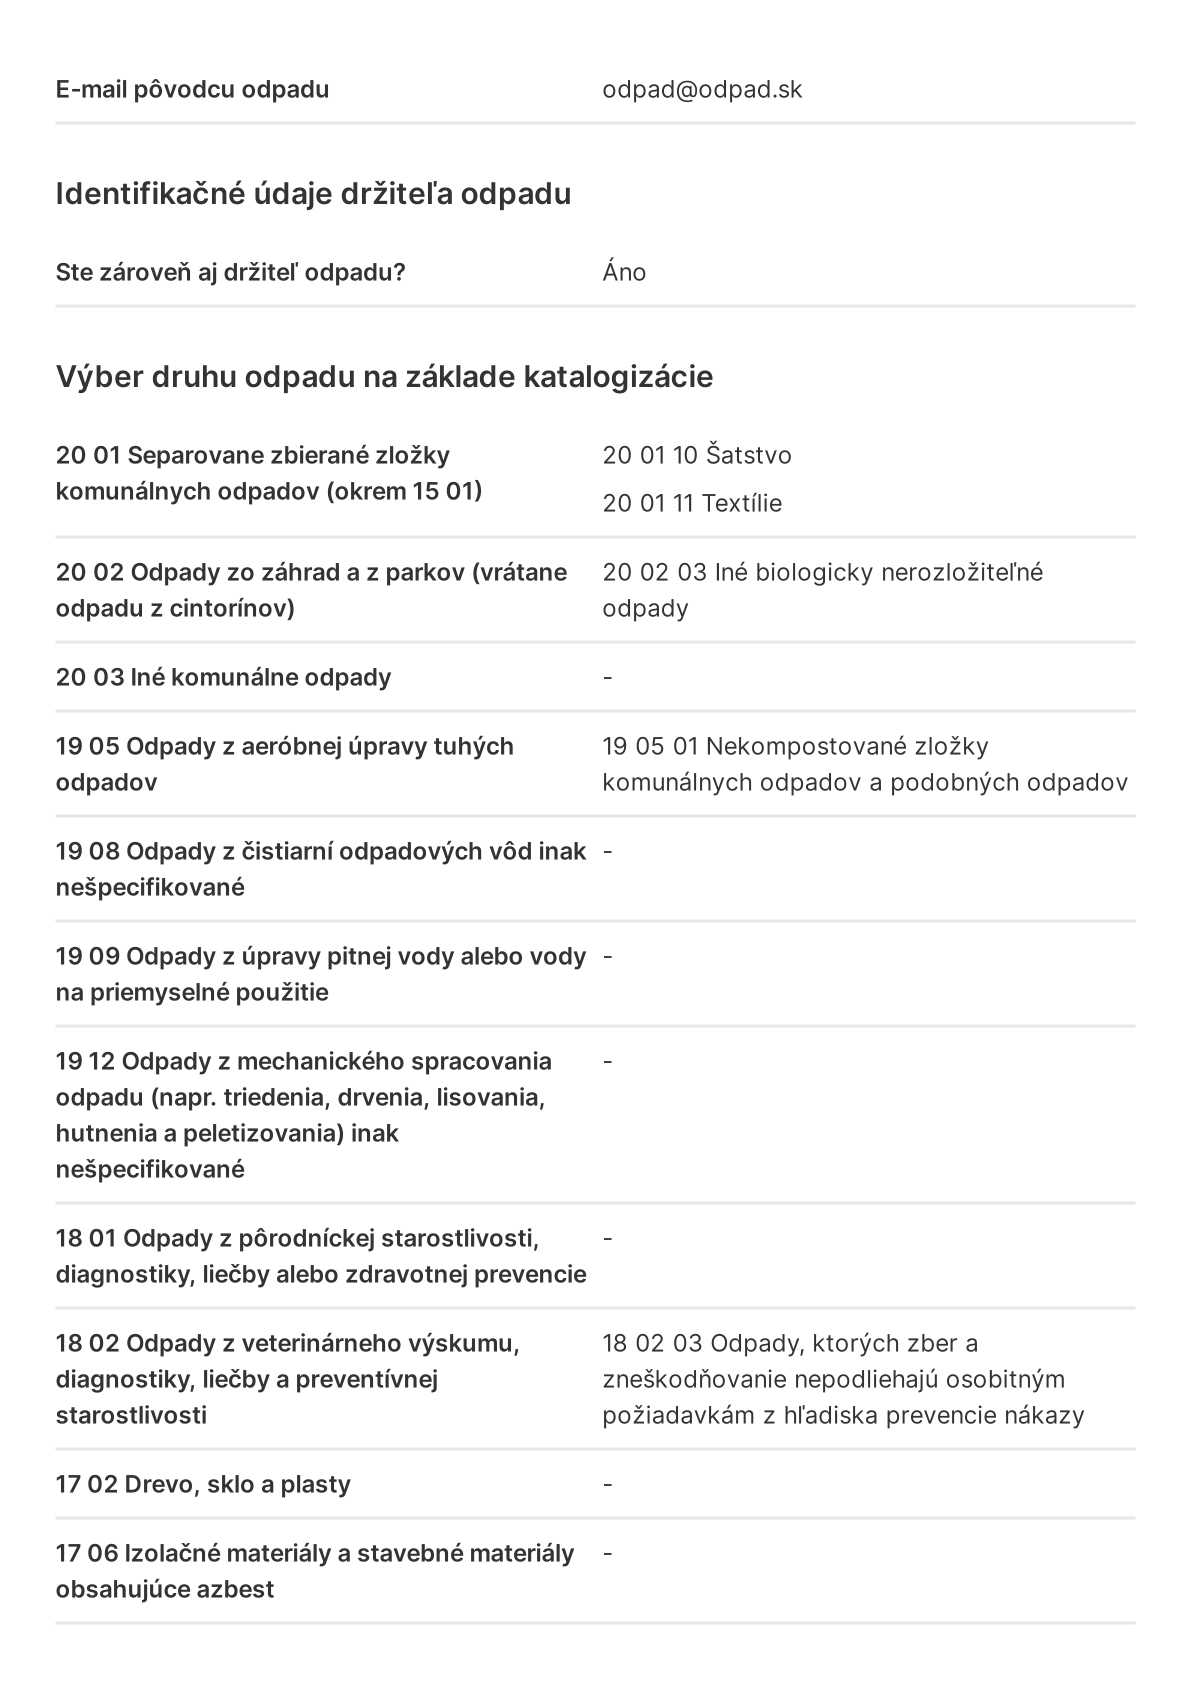 E-mail pôvodcu odpadu
odpad@odpad.sk
Identifikačné údaje držiteľa odpadu
Ste zároveň aj držiteľ odpadu?
Áno
Výber druhu odpadu na základe katalogizácie
20 01 Separovane zbierané zložky
komunálnych odpadov (okrem 15 01)
20 01 10 Šatstvo
20 01 11 Textílie
20 02 Odpady zo záhrad a z parkov (vrátane
odpadu z cintorínov)
20 02 03 Iné biologicky nerozložiteľné
odpady
20 03 Iné komunálne odpady
-
19 05 Odpady z aeróbnej úpravy tuhých
odpadov
19 05 01 Nekompostované zložky
komunálnych odpadov a podobných odpadov
19 08 Odpady z čistiarní odpadových vôd inak
nešpecifikované
-
19 09 Odpady z úpravy pitnej vody alebo vody
na priemyselné použitie
-
19 12 Odpady z mechanického spracovania
odpadu (napr. triedenia, drvenia, lisovania,
hutnenia a peletizovania) inak
nešpecifikované
-
18 01 Odpady z pôrodníckej starostlivosti,
diagnostiky, liečby alebo zdravotnej prevencie
-
18 02 Odpady z veterinárneho výskumu,
diagnostiky, liečby a preventívnej
starostlivosti
18 02 03 Odpady, ktorých zber a
zneškodňovanie nepodliehajú osobitným
požiadavkám z hľadiska prevencie nákazy
17 02 Drevo, sklo a plasty
-
17 06 Izolačné materiály a stavebné materiály
obsahujúce azbest
-